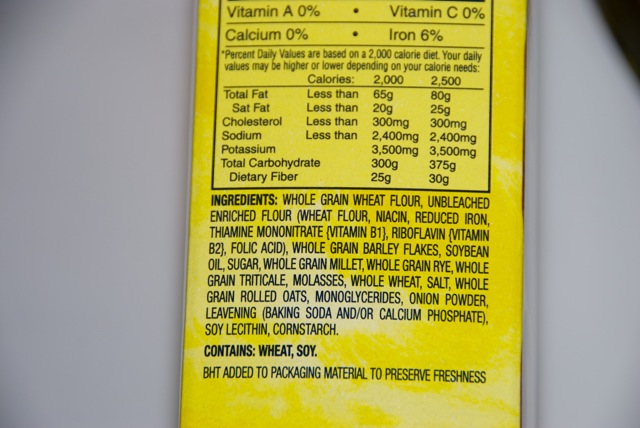 Vitamin A 0% • Vitamin C 0%
Calcium 0% • Iron 6%
*Percent Daily Values are based on a 2,000 calorie diet. Your daily
values may be higher or lower depending on your calorie needs:
Calories: 2,000 2,500
Total Fat Less than 65g 80g
Sat Fat Less than 20g 25g
Cholesterol Less than 300mg 300mg
Sodium Less than 2,400mg 2,400mg
Potassium 3,500mg 3,500mg
Total Carbohydrate 300g 375g
Dietary Fiber 25g 30g
INGREDIENTS: WHOLE GRAIN WHEAT FLOUR, UNBLEACHED
ENRICHED FLOUR (WHEAT FLOUR, NIACIN, REDUCED IRON,
THIAMINE MONONITRATE {VITAMIN B1}, RIBOFLAVIN {VITAMIN
B2}, FOLIC ACID), WHOLE GRAIN BARLEY FLAKES, SOYBEAN
OIL, SUGAR, WHOLE GRAIN MILLET, WHOLE GRAIN RYE, WHOLE
GRAIN TRITICALE, MOLASSES, WHOLE WHEAT, SALT, WHOLE
GRAIN ROLLED OATS, MONOGLYCERIDES, ONION POWDER,
LEAVENING (BAKING SODA AND/OR CALCIUM PHOSPHATE),
SOY LECITHIN, CORNSTARCH.
CONTAINS: WHEAT, SOY.
BHT ADDED TO PACKAGING MATERIAL TO PRESERVE FRESHNESS